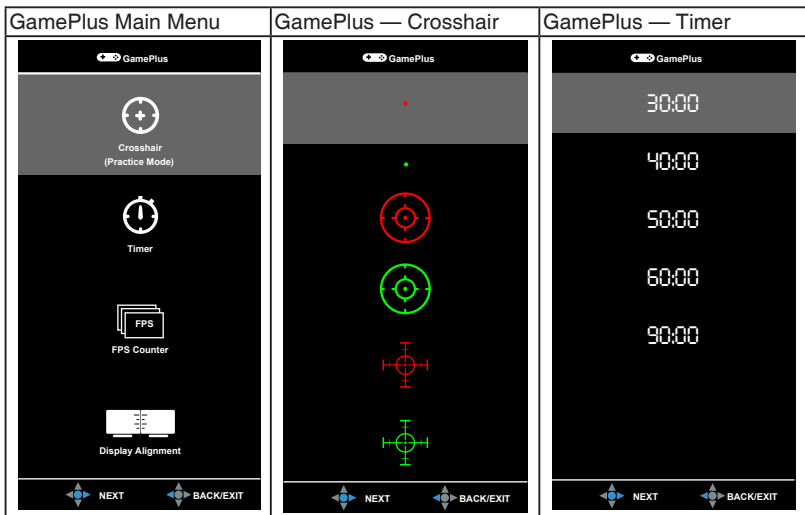 GamePlus Main Menu
GamePlus — Crosshair
GamePlus — Timer
GamePlus
Crosshair
(Practice Mode)
Timer
FPS
FPS Counter
Display Alignment
NEXT
BACK/EXIT
GamePlus
NEXT
BACK/EXIT
GamePlus
30:00
40:00
50:00
60:00
90:00
NEXT
BACK/EXIT